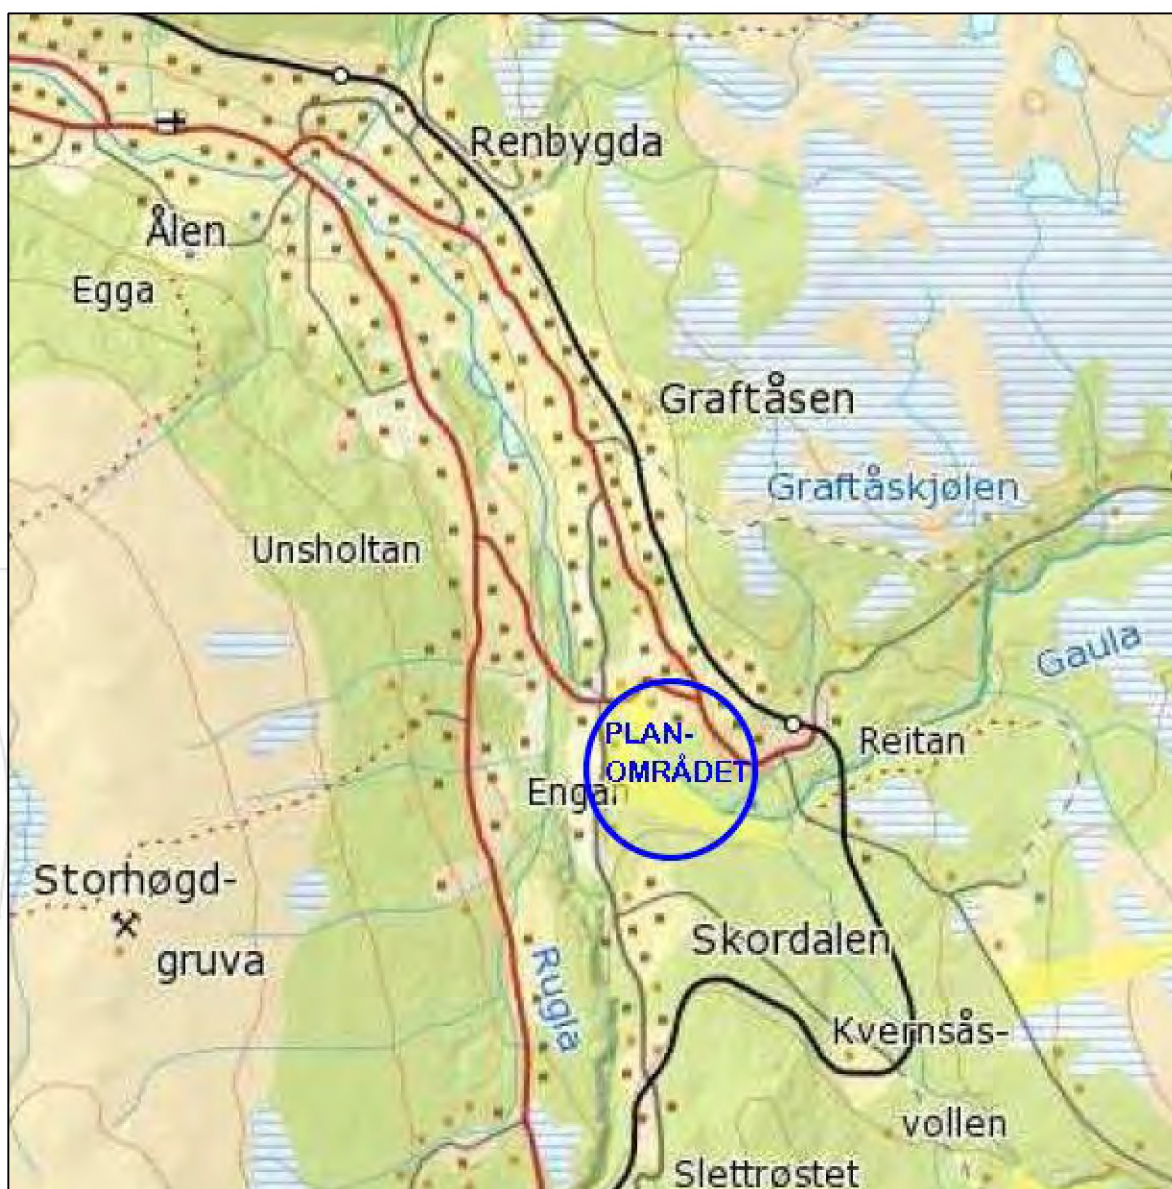 Renbygda
Ålen
Egga
Graftåsen
Graftåskjølen
Unsholtan
Gaula
PLAN-
OMRÅDET
Reitan
Engan
Storhøgd-
gruva
Skordalen
Rugla
Kvernsås-
vollen
Slettrøstet